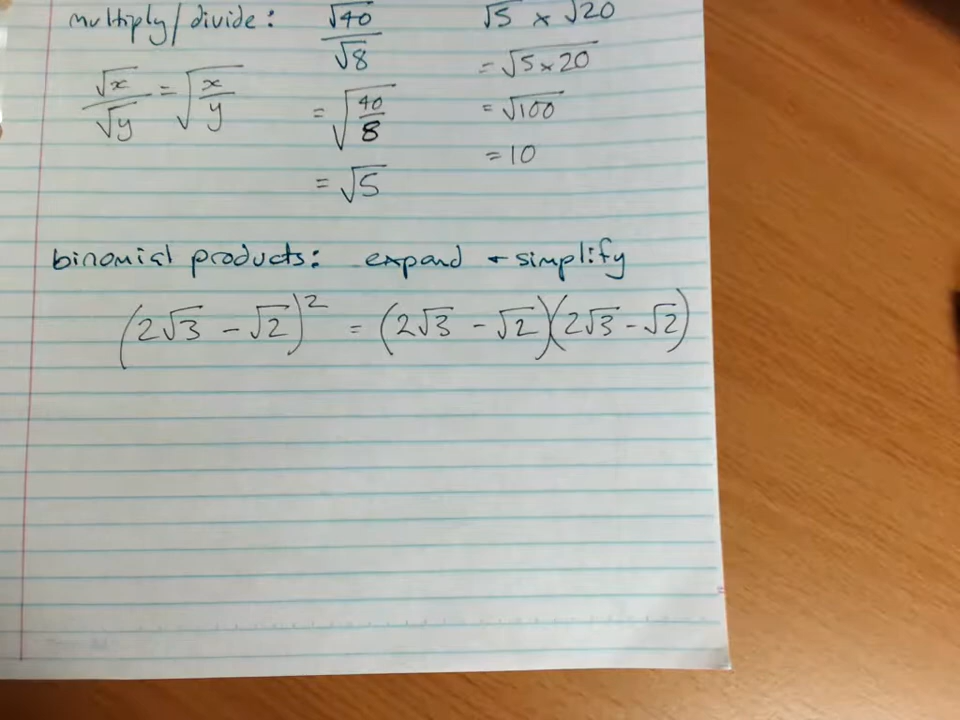 multiply/divide:
√40/√8
√5 × √20
√x/√y = √(x/y)
= √(40/8)
= √(5×20)
= √100
= √5
= 10
binomial products: expand + simplify
(2√3 - √2)² = (2√3 - √2)(2√3 - √2)